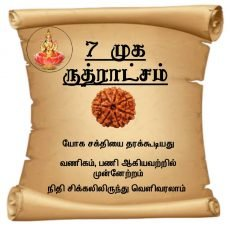 7 முக
ருத்ராட்சம்
யோக சக்தியை தரக்கூடியது
வணிகம், பணி ஆகியவற்றில்
முன்னேற்றம்
நிதி சிக்கலிலிருந்து வெளிவரலாம்